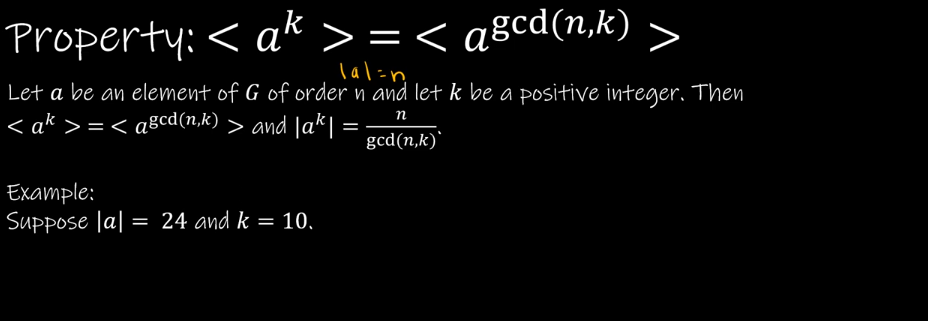 Property: < a^k > = < a^gcd(n,k) >
|a| = n
Let a be an element of G of order n and let k be a positive integer. Then
< a^k > = < a^gcd(n,k) > and |a^k| = n/gcd(n,k).
Example:
Suppose |a| = 24 and k = 10.